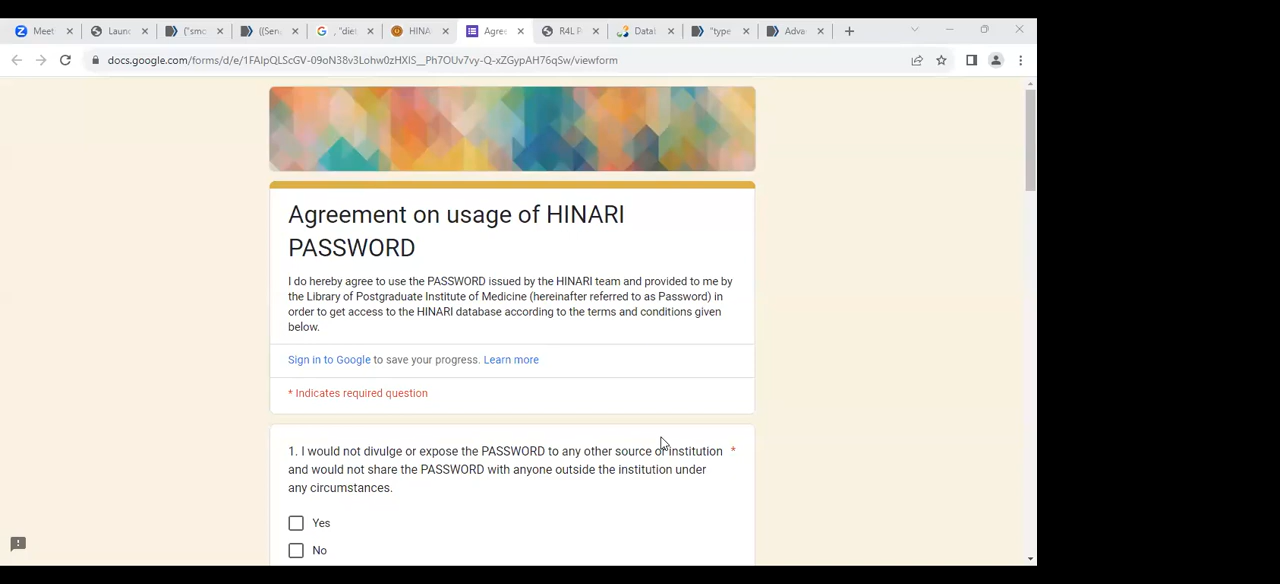 Meet
Launc
("smo
((Sen
, "diet
HINA
Agree
R4L P
Datal
"type
Adva
docs.google.com/forms/d/e/1FAIpQLScGV-09oN38v3Lohw0zHXIS__Ph7OUv7vy-Q-xZGypAH76qSw/viewform
Agreement on usage of HINARI
PASSWORD
I do hereby agree to use the PASSWORD issued by the HINARI team and provided to me by
the Library of Postgraduate Institute of Medicine (hereinafter referred to as Password) in
order to get access to the HINARI database according to the terms and conditions given
below.
Sign in to Google to save your progress. Learn more
* Indicates required question
1. I would not divulge or expose the PASSWORD to any other source or institution *
and would not share the PASSWORD with anyone outside the institution under
any circumstances.
Yes
No